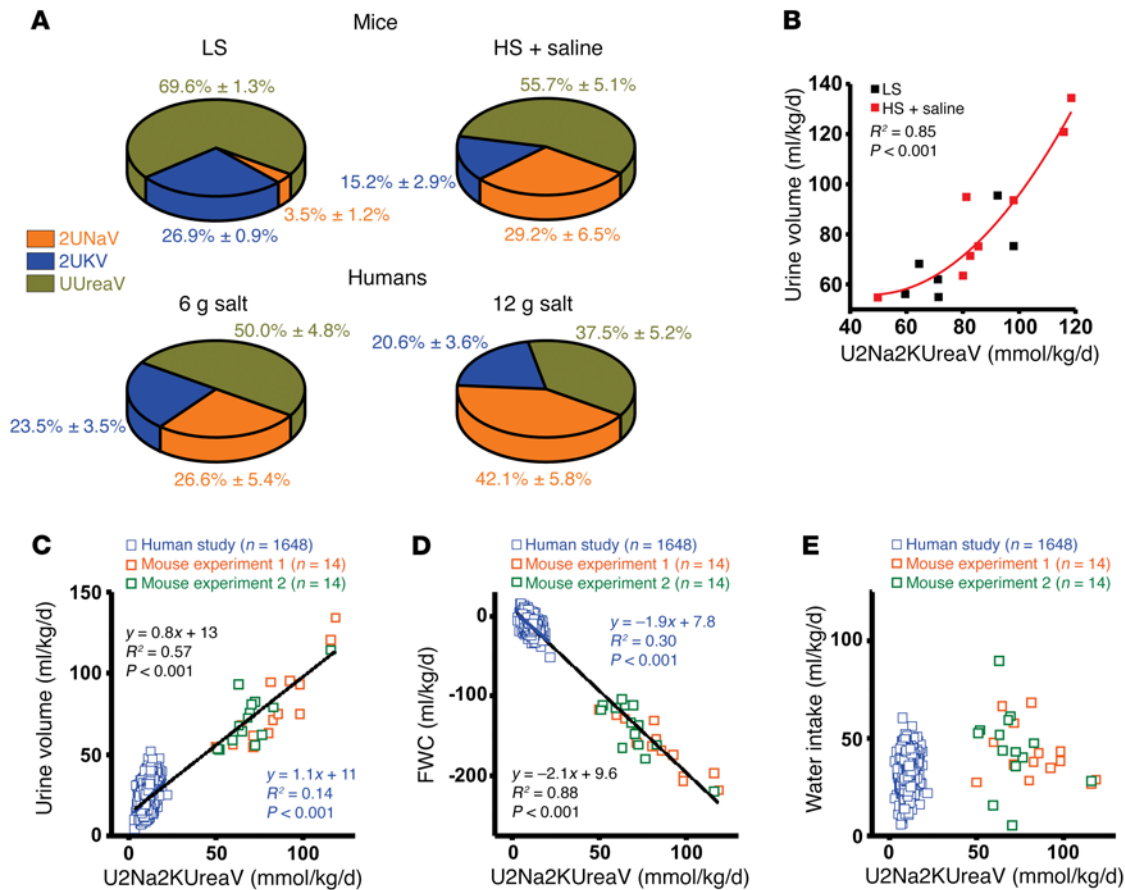 A
Mice
LS
HS + saline
69.6% ± 1.3%
55.7% ± 5.1%
15.2% ± 2.9%
3.5% ± 1.2%
26.9% ± 0.9%
29.2% ± 6.5%
2UNaV
2UKV
UUreaV
Humans
6 g salt
12 g salt
50.0% ± 4.8%
20.6% ± 3.6%
37.5% ± 5.2%
23.5% ± 3.5%
26.6% ± 5.4%
42.1% ± 5.8%
B
Urine volume (ml/kg/d)
140
120
100
80
60
LS
HS + saline
R² = 0.85
P < 0.001
40 60 80 100 120
U2Na2KUreaV (mmol/kg/d)
C
Human study (n = 1648)
Mouse experiment 1 (n = 14)
Mouse experiment 2 (n = 14)
Urine volume (ml/kg/d)
150
100
50
0
y = 0.8x + 13
R² = 0.57
P < 0.001
y = 1.1x + 11
R² = 0.14
P < 0.001
0 50 100
U2Na2KUreaV (mmol/kg/d)
D
Human study (n = 1648)
Mouse experiment 1 (n = 14)
Mouse experiment 2 (n = 14)
FWC (ml/kg/d)
0
-100
-200
y = –1.9x + 7.8
R² = 0.30
P < 0.001
y = –2.1x + 9.6
R² = 0.88
P < 0.001
0 50 100
U2Na2KUreaV (mmol/kg/d)
E
Human study (n = 1648)
Mouse experiment 1 (n = 14)
Mouse experiment 2 (n = 14)
Water intake (ml/kg/d)
100
50
0
0 50 100
U2Na2KUreaV (mmol/kg/d)